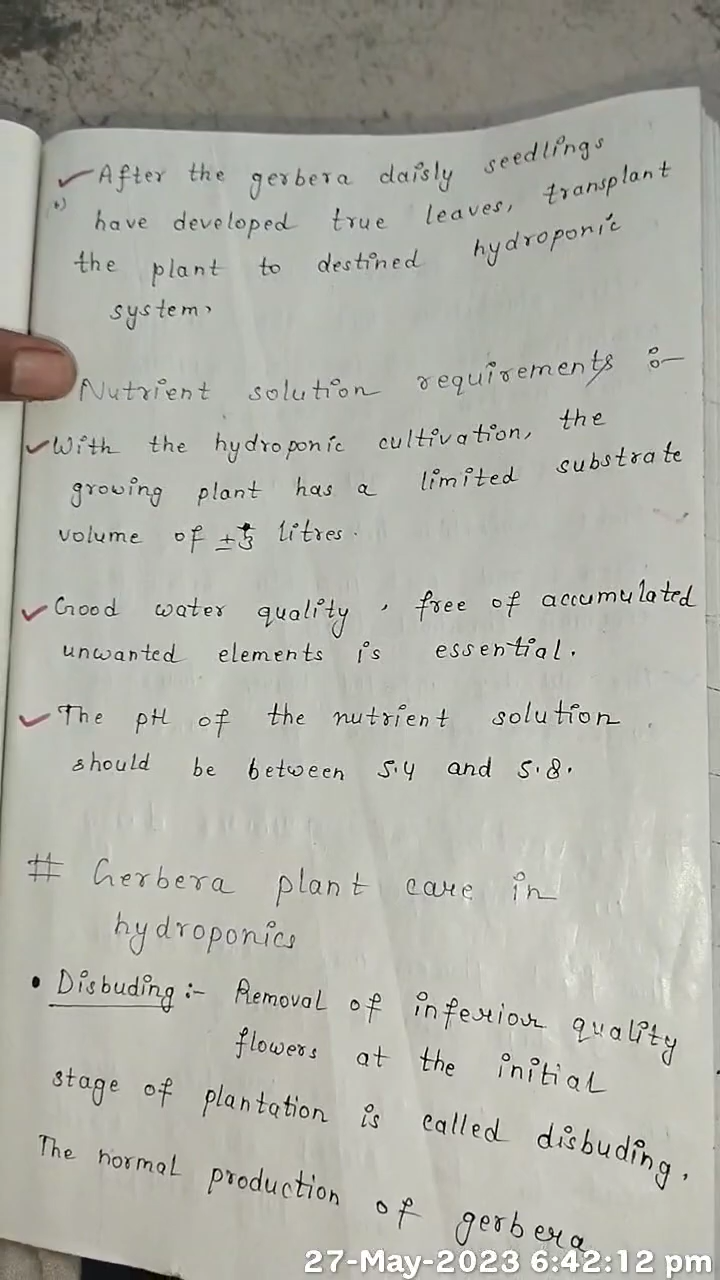 After the gerbera daisly seedlings
have developed true leaves, transplant
the plant to destined hydroponic
system,
Nutrient solution requirements :-
With the hydroponic cultivation, the
growing plant has a limited substrate
volume of ± litres.
Good water quality, free of accumulated
unwanted elements is essential.
The pH of the nutrient solution
should be between 5.4 and 5.8.
# Gerbera plant care in
hydroponics
• Disbuding :- Removal of inferiour quality
flowers at the initial
stage of plantation is called disbuding.
The normal production of gerbera
27-May-2023 6:42:12 pm